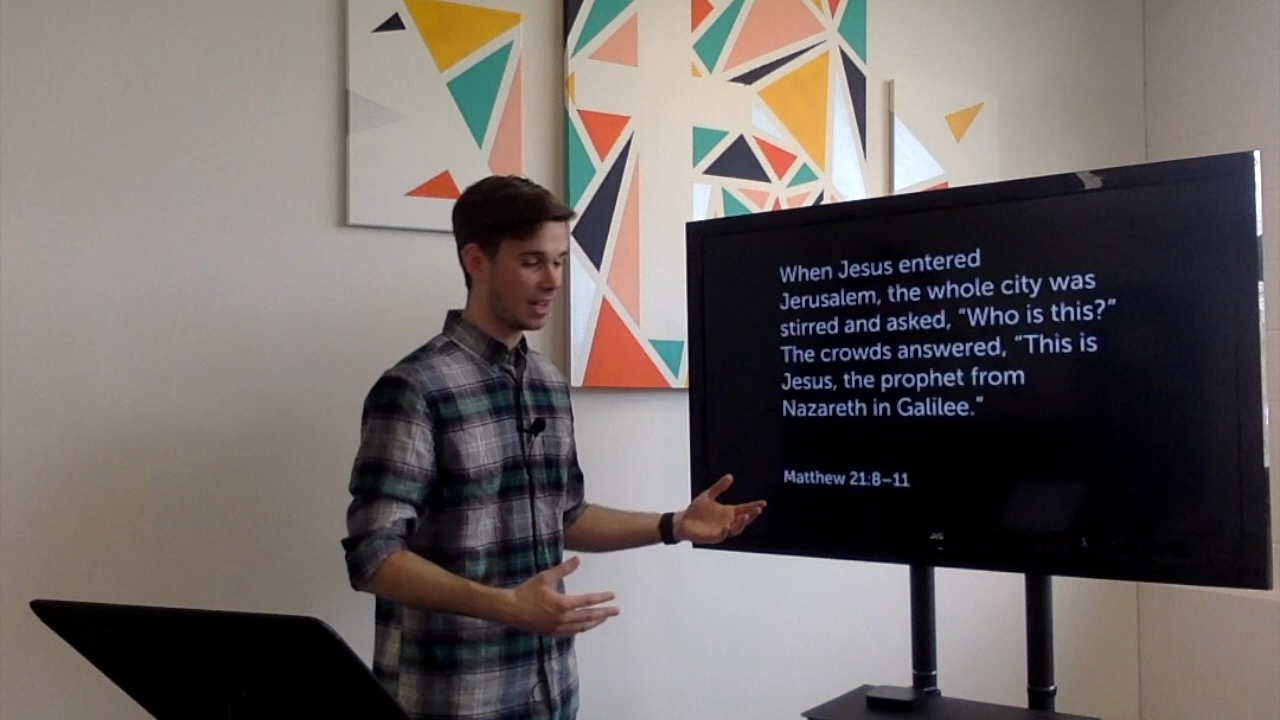 When Jesus entered
Jerusalem, the whole city was
stirred and asked, “Who is this?”
The crowds answered, “This is
Jesus, the prophet from
Nazareth in Galilee.”
Matthew 21:8–11